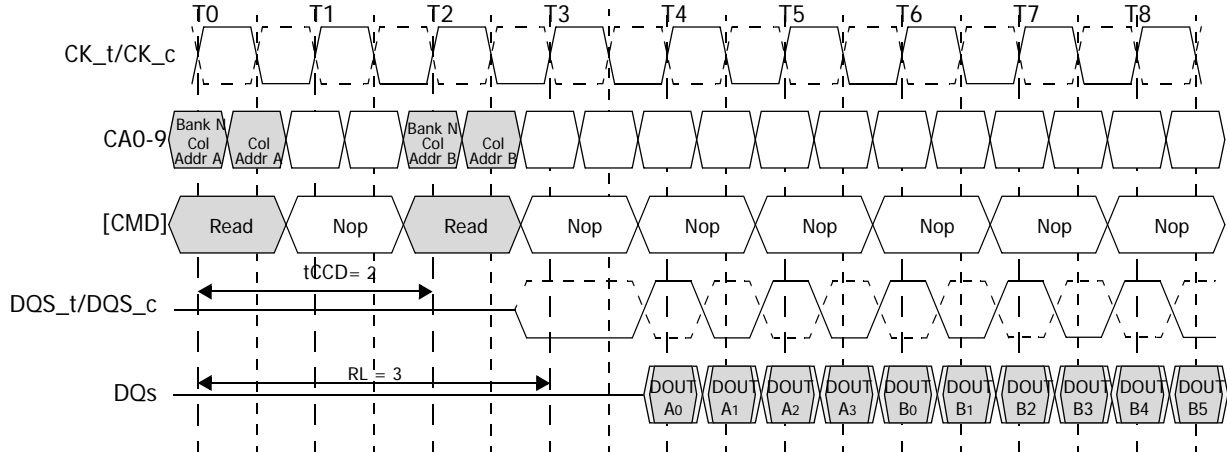 T0 T1 T2 T3 T4 T5 T6 T7 T8
CK_t/CK_c
CA0-9
Bank N
Col
Addr A
Col
Addr A
Bank N
Col
Addr B
Col
Addr B
[CMD]
Read Nop Read Nop Nop Nop Nop Nop Nop
tCCD= 2
DQS_t/DQS_c
RL = 3
DQs
DOUT DOUT DOUT DOUT DOUT DOUT DOUT DOUT DOUT DOUT
A0 A1 A2 A3 B0 B1 B2 B3 B4 B5